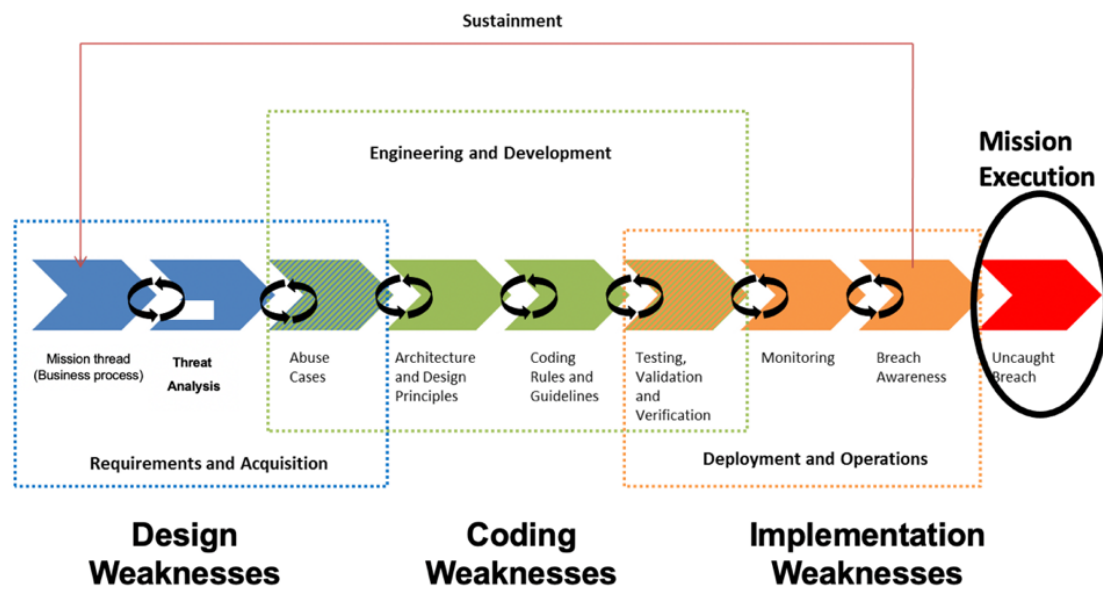 Sustainment
Engineering and Development
Mission
Execution
Mission thread
(Business process)
Threat
Analysis
Abuse
Cases
Architecture
and Design
Principles
Coding
Rules and
Guidelines
Testing,
Validation
and
Verification
Monitoring
Breach
Awareness
Uncaught
Breach
Requirements and Acquisition
Deployment and Operations
Design
Weaknesses
Coding
Weaknesses
Implementation
Weaknesses